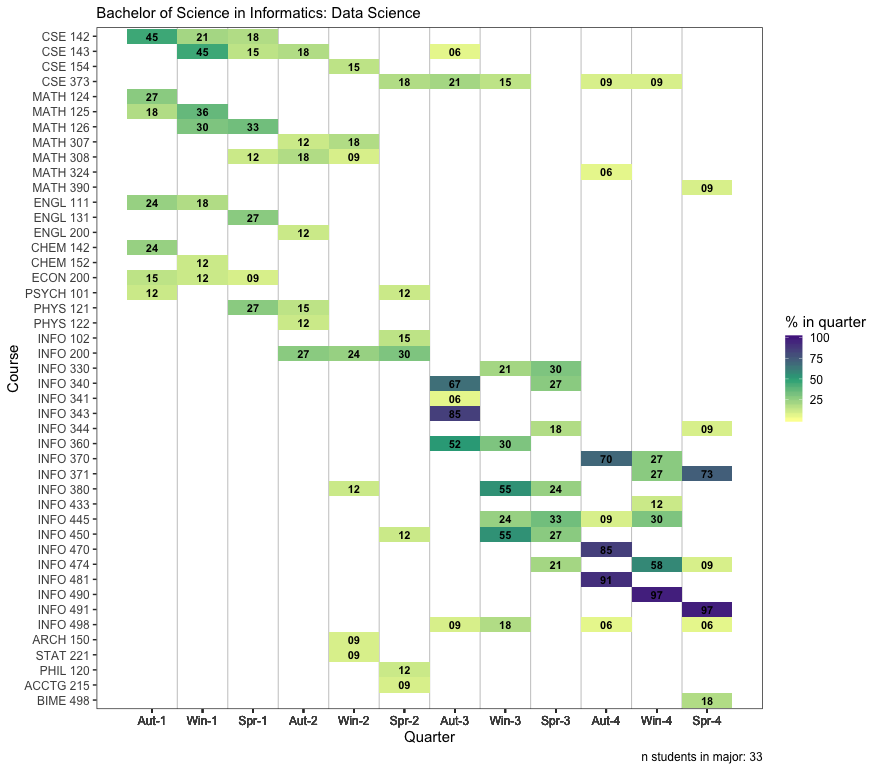 Bachelor of Science in Informatics: Data Science
CSE 142 45 21 18
CSE 143 45 15 18 06
CSE 154 15
CSE 373 18 21 15 09 09
MATH 124 27
MATH 125 18 36
MATH 126 30 33
MATH 307 12 18
MATH 308 12 18 09
MATH 324 06
MATH 390 09
ENGL 111 24 18
ENGL 131 27
ENGL 200 12
CHEM 142 24
CHEM 152 12
ECON 200 15 12 09
PSYCH 101 12 12
PHYS 121 27 15
PHYS 122 12
INFO 102 15
INFO 200 27 24 30
INFO 330 21 30
INFO 340 67 27
INFO 341 06
INFO 343 85
INFO 344 18 09
INFO 360 52 30
INFO 370 70 27
INFO 371 27 73
INFO 380 12 55 24
INFO 433 12
INFO 445 24 33 09 30
INFO 450 12 55 27
INFO 470 85
INFO 474 21 58 09
INFO 481 91
INFO 490 97
INFO 491 97
INFO 498 09 18 06 06
ARCH 150 09
STAT 221 09
PHIL 120 12
ACCTG 215 09
BIME 498 18
Aut-1 Win-1 Spr-1 Aut-2 Win-2 Spr-2 Aut-3 Win-3 Spr-3 Aut-4 Win-4 Spr-4
Quarter
Course
% in quarter
100
75
50
25
n students in major: 33